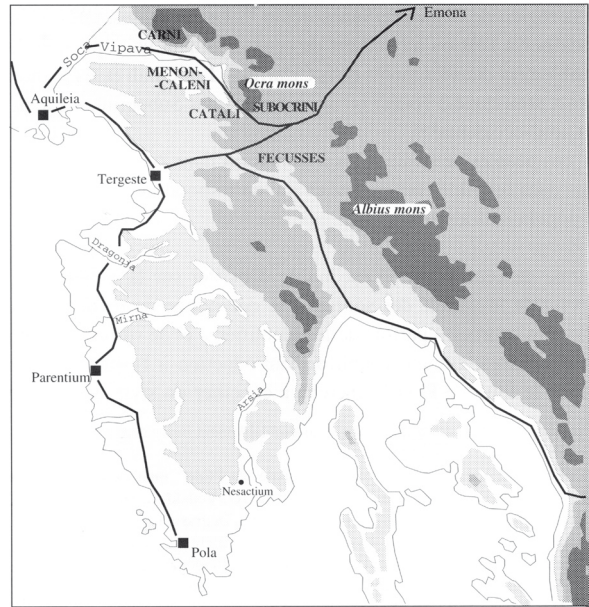 Emona
CARNI
Soca
Vipava
MENON-
-CALENI
Ocra mons
Aquileia
CATALI
SUBOCRINI
FECUSSES
Tergeste
Albius mons
Dragonja
Mirna
Parentium
Arsia
Nesactium
Pola